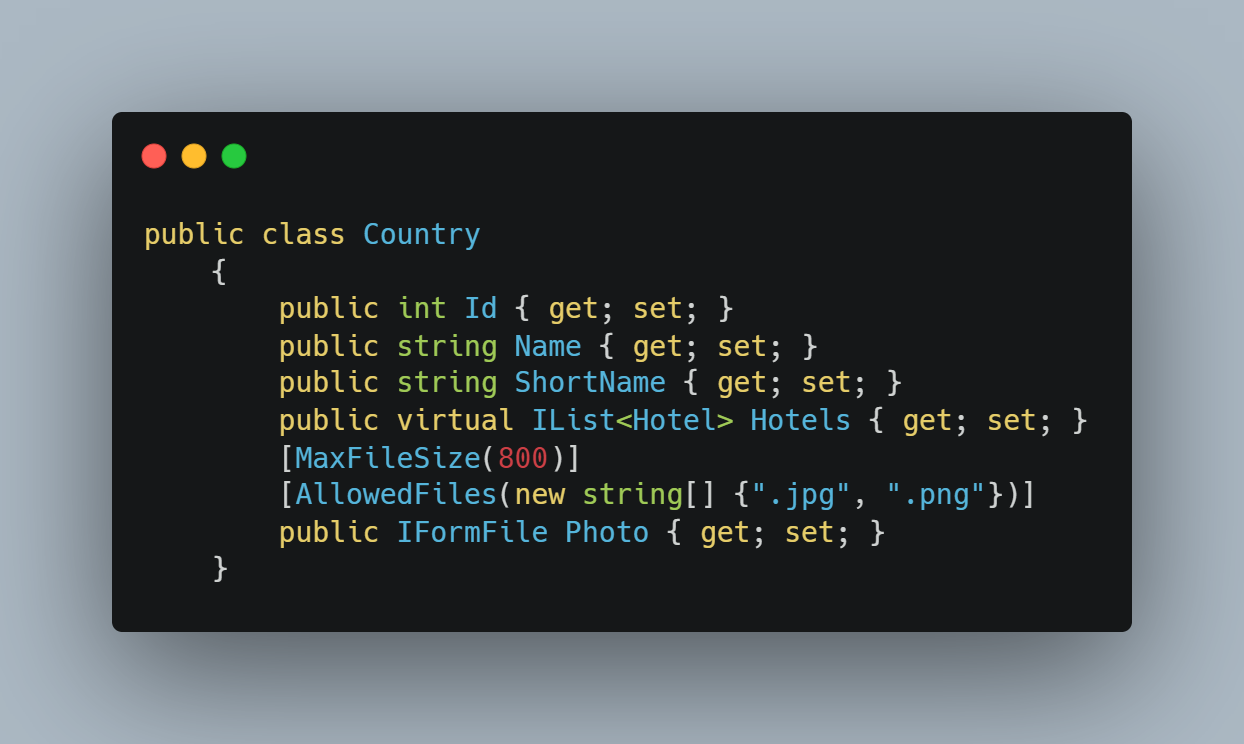 public class Country
    {
        public int Id { get; set; }
        public string Name { get; set; }
        public string ShortName { get; set; }
        public virtual IList<Hotel> Hotels { get; set; }
        [MaxFileSize(800)]
        [AllowedFiles(new string[] {".jpg", ".png"})]
        public IFormFile Photo { get; set; }
    }